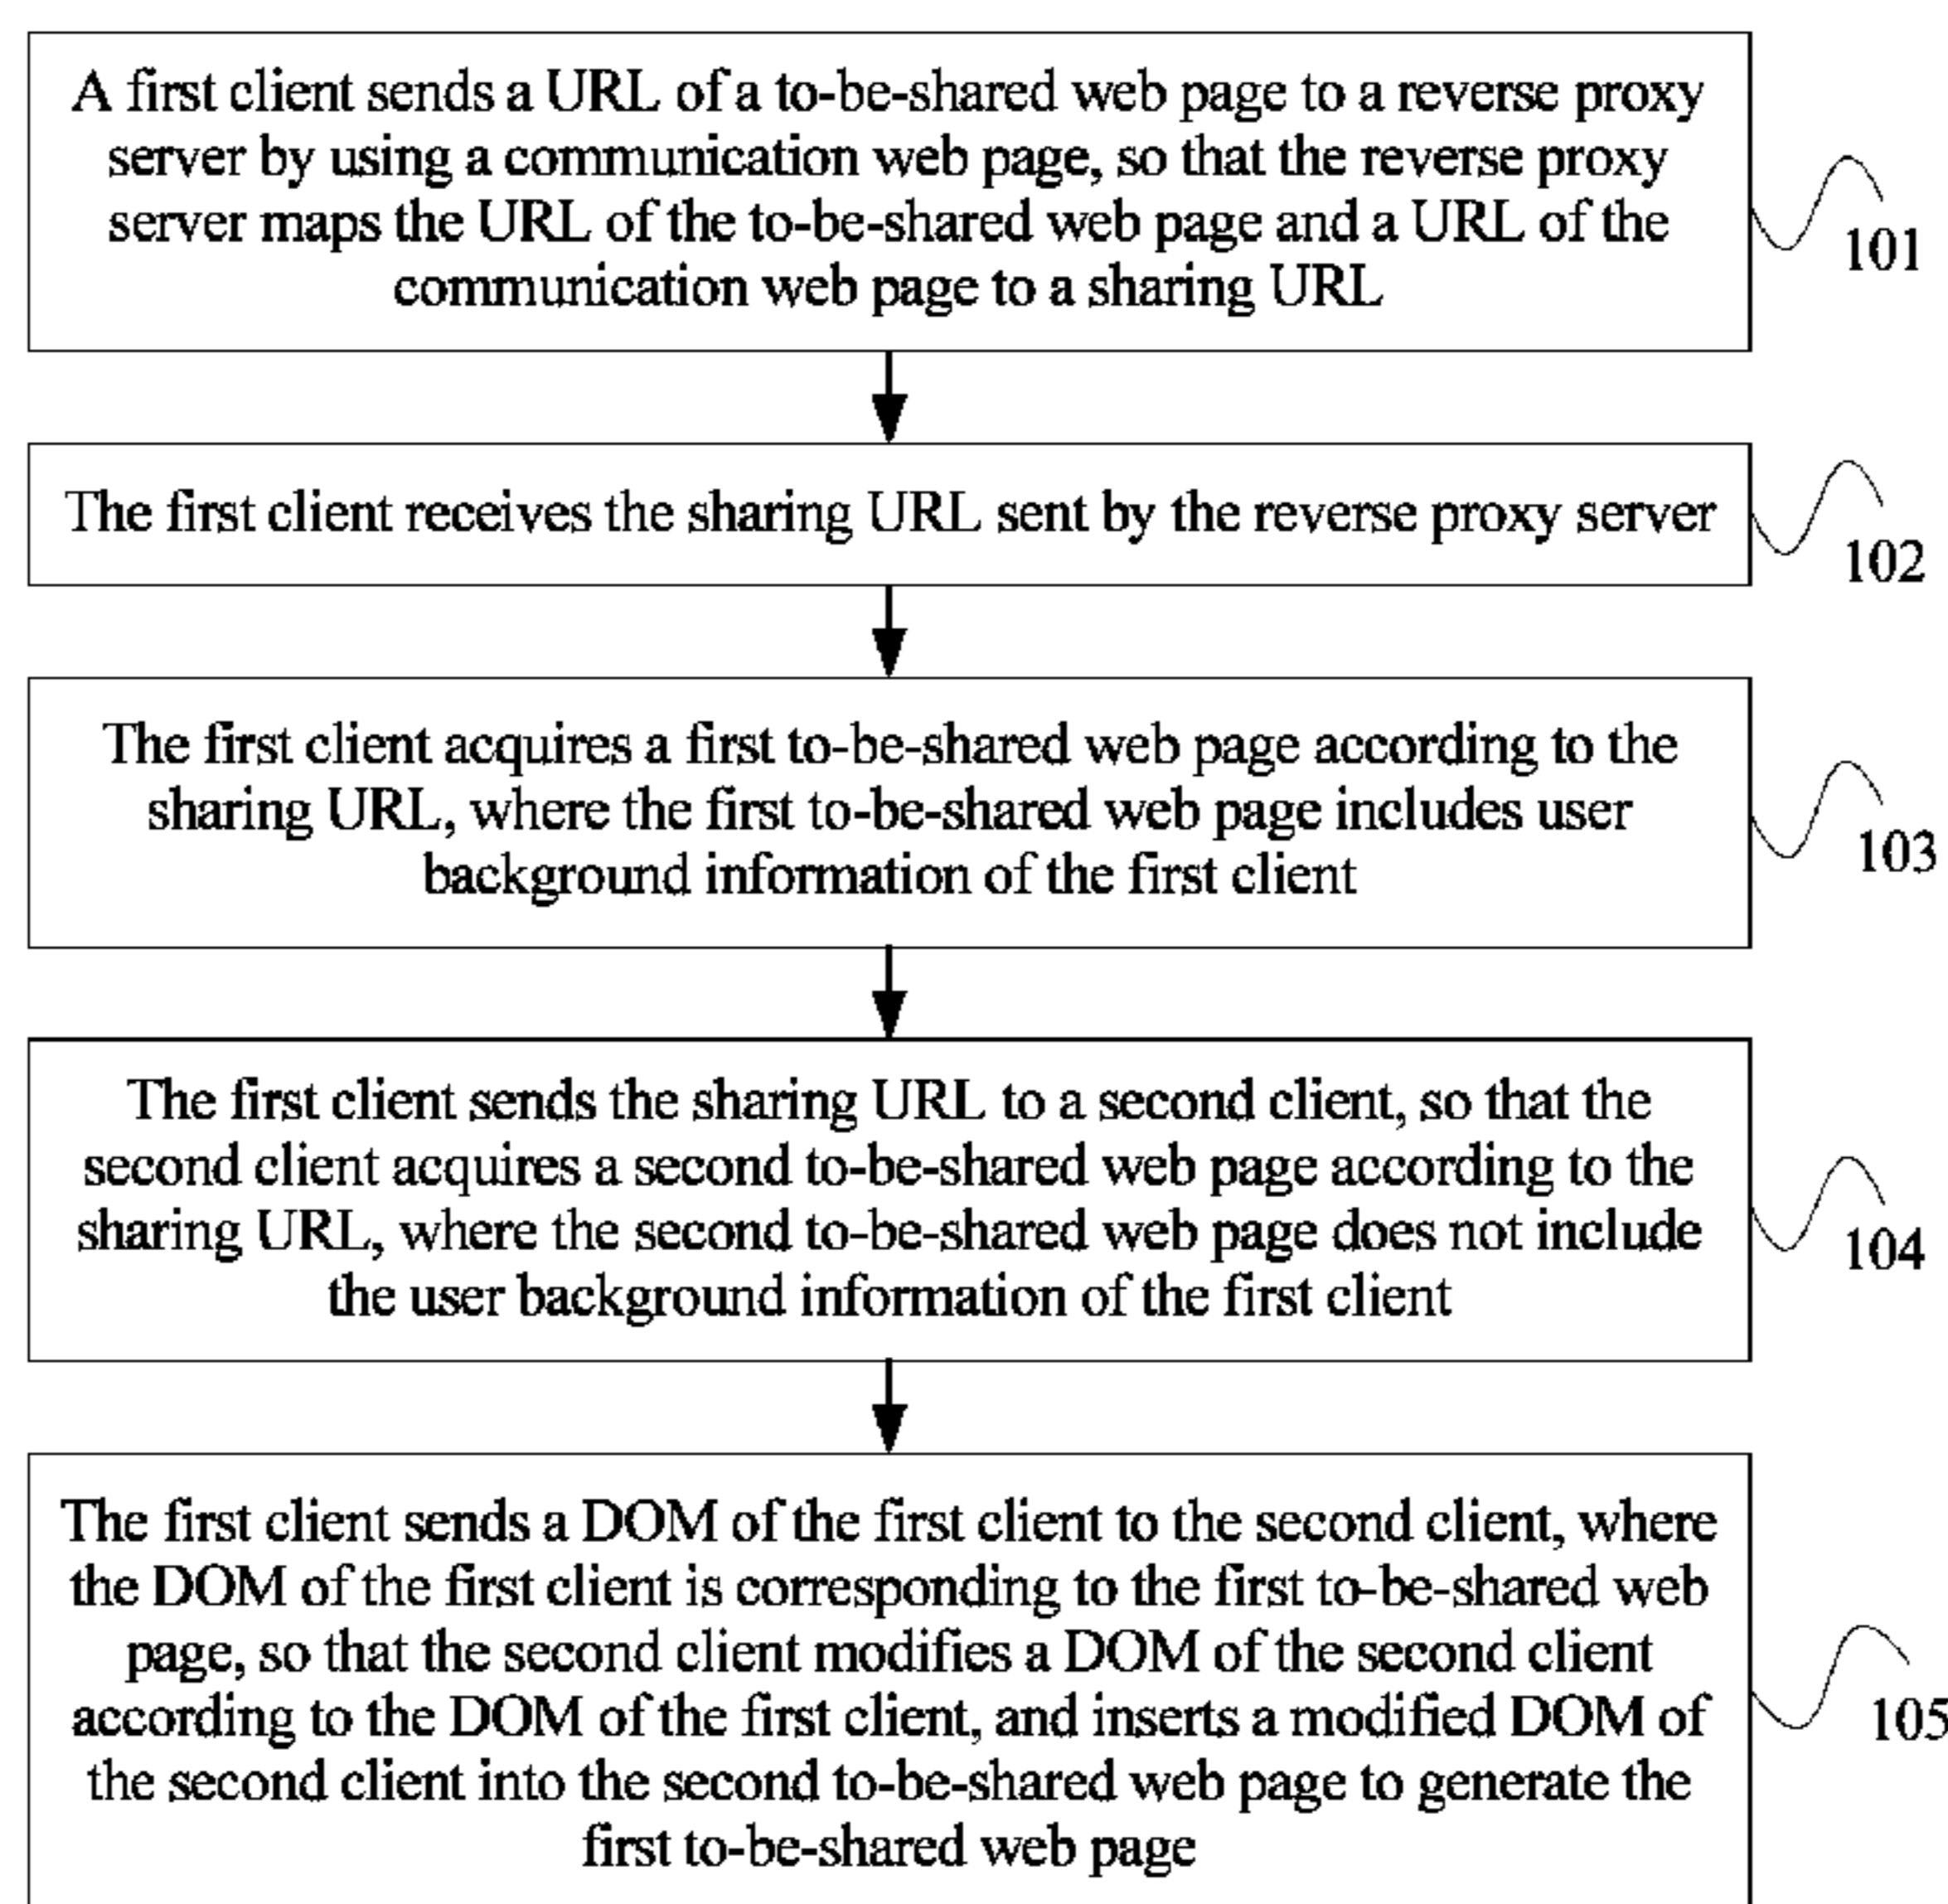 A first client sends a URL of a to-be-shared web page to a reverse proxy
server by using a communication web page, so that the reverse proxy
server maps the URL of the to-be-shared web page and a URL of the
communication web page to a sharing URL
101
The first client receives the sharing URL sent by the reverse proxy server
102
The first client acquires a first to-be-shared web page according to the
sharing URL, where the first to-be-shared web page includes user
background information of the first client
103
The first client sends the sharing URL to a second client, so that the
second client acquires a second to-be-shared web page according to the
sharing URL, where the second to-be-shared web page does not include
the user background information of the first client
104
The first client sends a DOM of the first client to the second client, where
the DOM of the first client is corresponding to the first to-be-shared web
page, so that the second client modifies a DOM of the second client
according to the DOM of the first client, and inserts a modified DOM of
the second client into the second to-be-shared web page to generate the
first to-be-shared web page
105